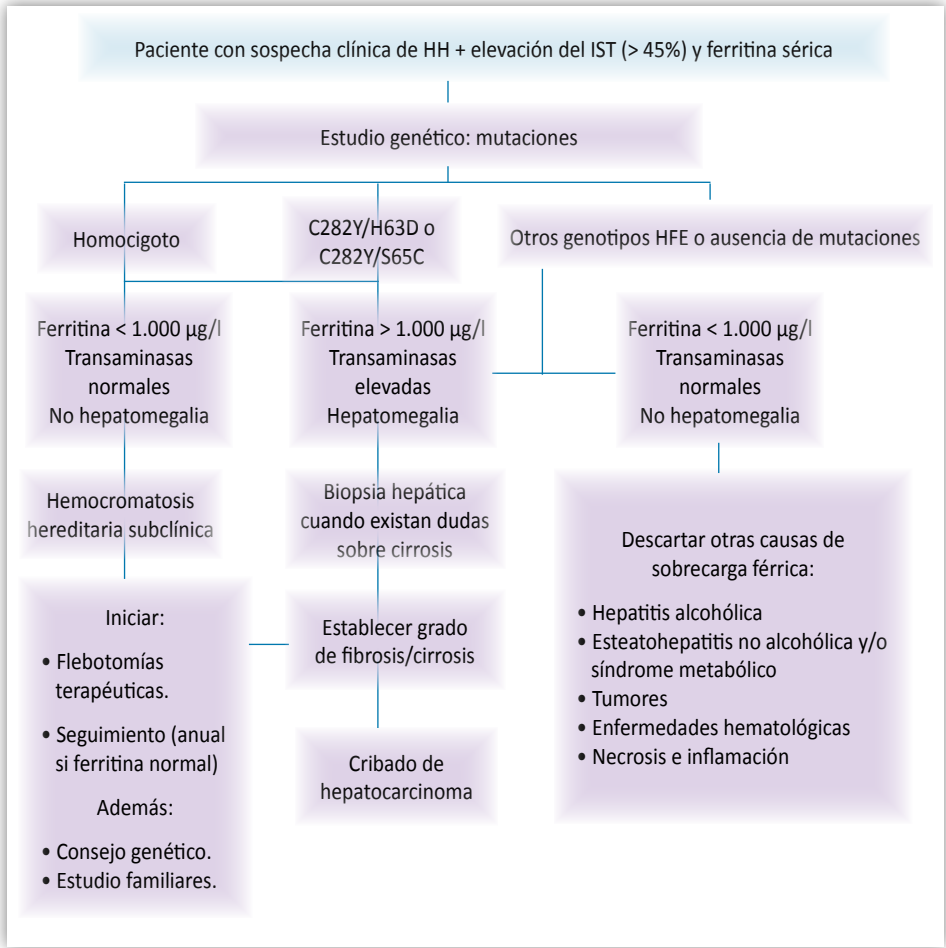 Paciente con sospecha clínica de HH + elevación del IST (> 45%) y ferritina sérica
Estudio genético: mutaciones
Homocigoto
C282Y/H63D o
C282Y/S65C
Otros genotipos HFE o ausencia de mutaciones
Ferritina < 1.000 µg/l
Transaminasas
normales
No hepatomegalia
Ferritina > 1.000 µg/l
Transaminasas
elevadas
Hepatomegalia
Ferritina < 1.000 µg/l
Transaminasas
normales
No hepatomegalia
Hemocromatosis
hereditaria subclínica
Biopsia hepática
cuando existan dudas
sobre cirrosis
Descartar otras causas de
sobrecarga férrica:
• Hepatitis alcohólica
• Esteatohepatitis no alcohólica y/o
síndrome metabólico
• Tumores
• Enfermedades hematológicas
• Necrosis e inflamación
Iniciar:
• Flebotomías
terapéuticas.
• Seguimiento (anual
si ferritina normal)
Además:
• Consejo genético.
• Estudio familiares.
Establecer grado
de fibrosis/cirrosis
Cribado de
hepatocarcinoma